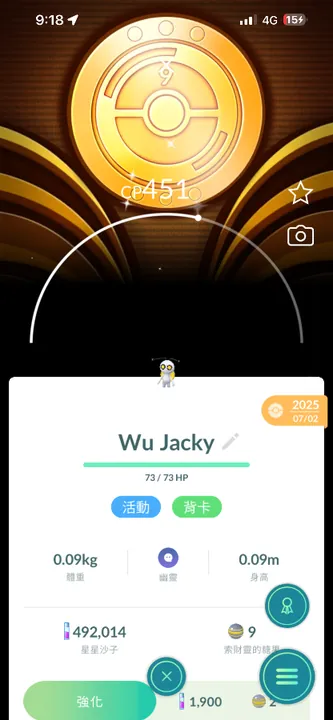 9:18
4G
15
CP451
2025
07/02
Wu Jacky
73 / 73 HP
活動
背卡
0.09kg
0.09m
體重
幽靈
身高
492,014
9
星星沙子
索財靈的糖果
強化
1,900
2